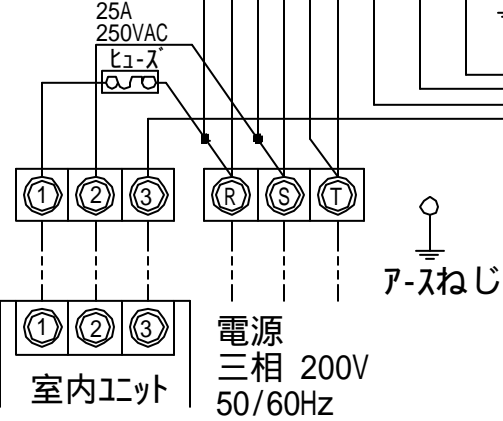 25A
250VAC
ﾋｭｰｽﾞ
1 2 3 R S T
ｱｰｽねじ
1 2 3
電源
三相 200V
50/60Hz
室内ﾕﾆｯﾄ